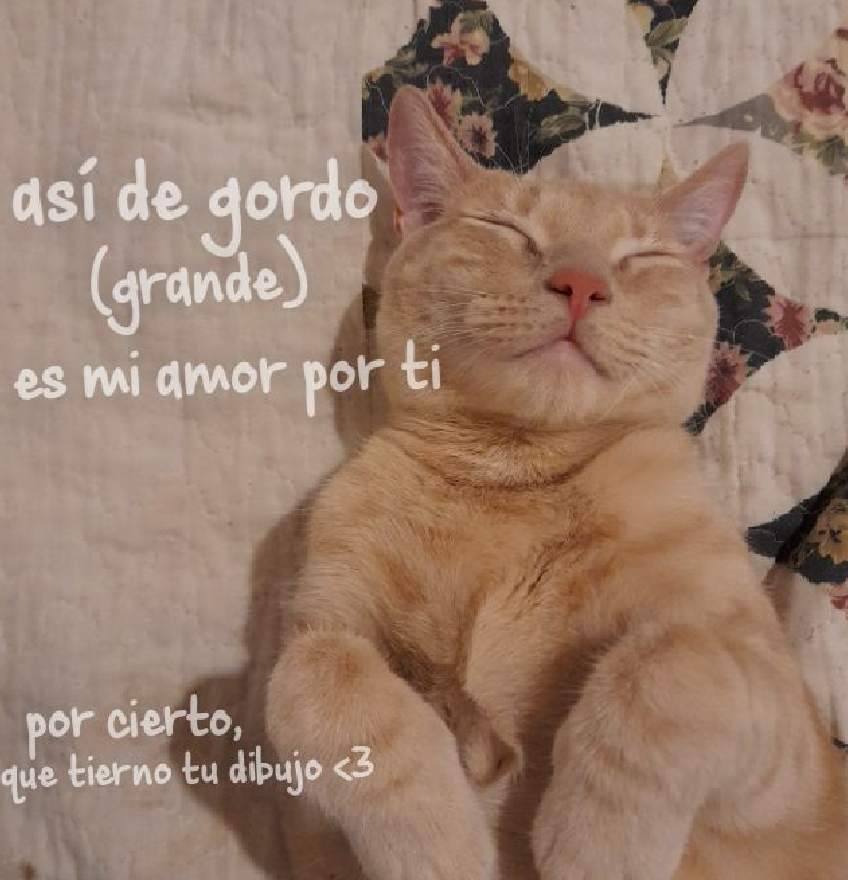 así de gordo
(grande)
es mi amor por ti
por cierto,
que tierno tu dibujo <3